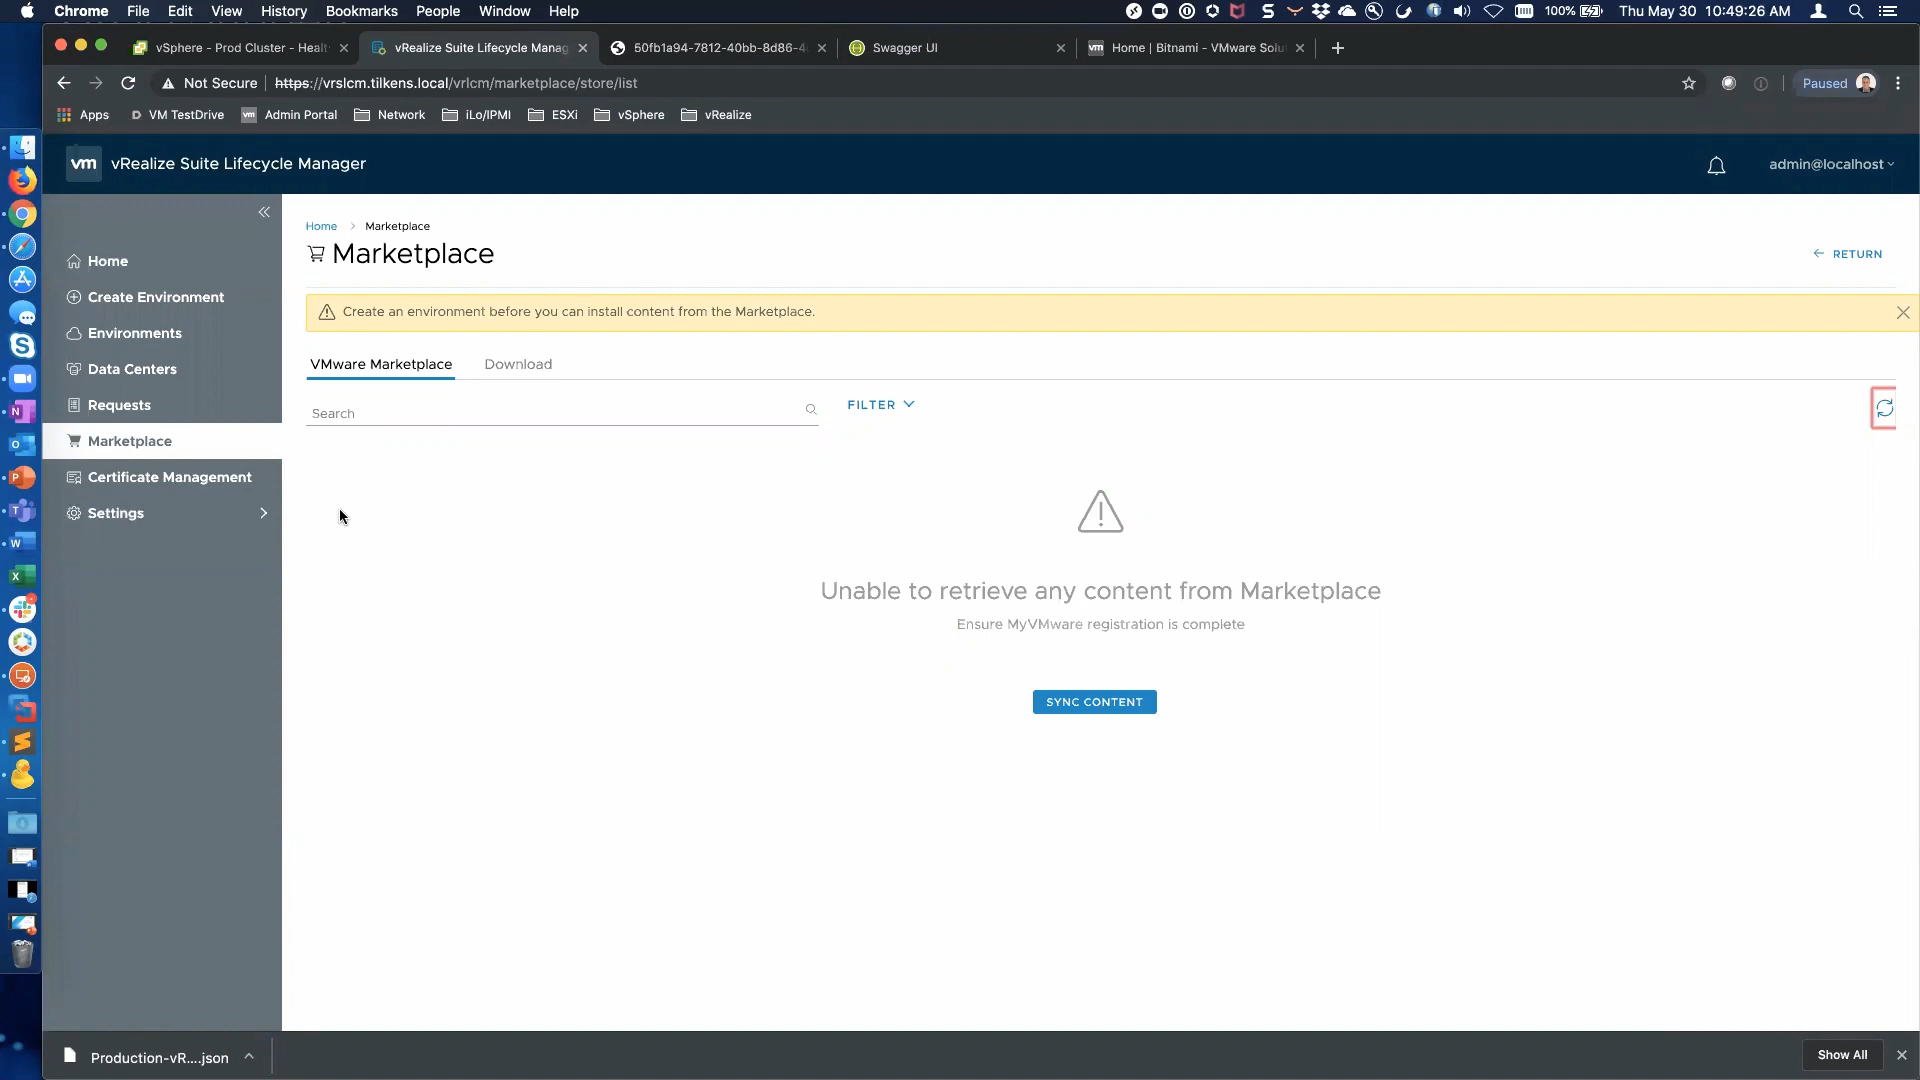 Chrome File Edit View History Bookmarks People Window Help
100% Thu May 30 10:49:26 AM
vSphere - Prod Cluster - Healt
vRealize Suite Lifecycle Manag
50fb1a94-7812-40bb-8d86-4
Swagger UI
vm Home | Bitnami - VMware Solu
Not Secure https://vrslcm.tilkens.local/vrlcm/marketplace/store/list
Paused
Apps
VM TestDrive
vm Admin Portal
Network
iLo/IPMI
ESXi
vSphere
vRealize
vm vRealize Suite Lifecycle Manager
admin@localhost
Home
Create Environment
Environments
Data Centers
Requests
Marketplace
Certificate Management
Settings
Home > Marketplace
Marketplace
RETURN
Create an environment before you can install content from the Marketplace.
VMware Marketplace
Download
Search
FILTER
Unable to retrieve any content from Marketplace
Ensure MyVMware registration is complete
SYNC CONTENT
Production-vR....json
Show All